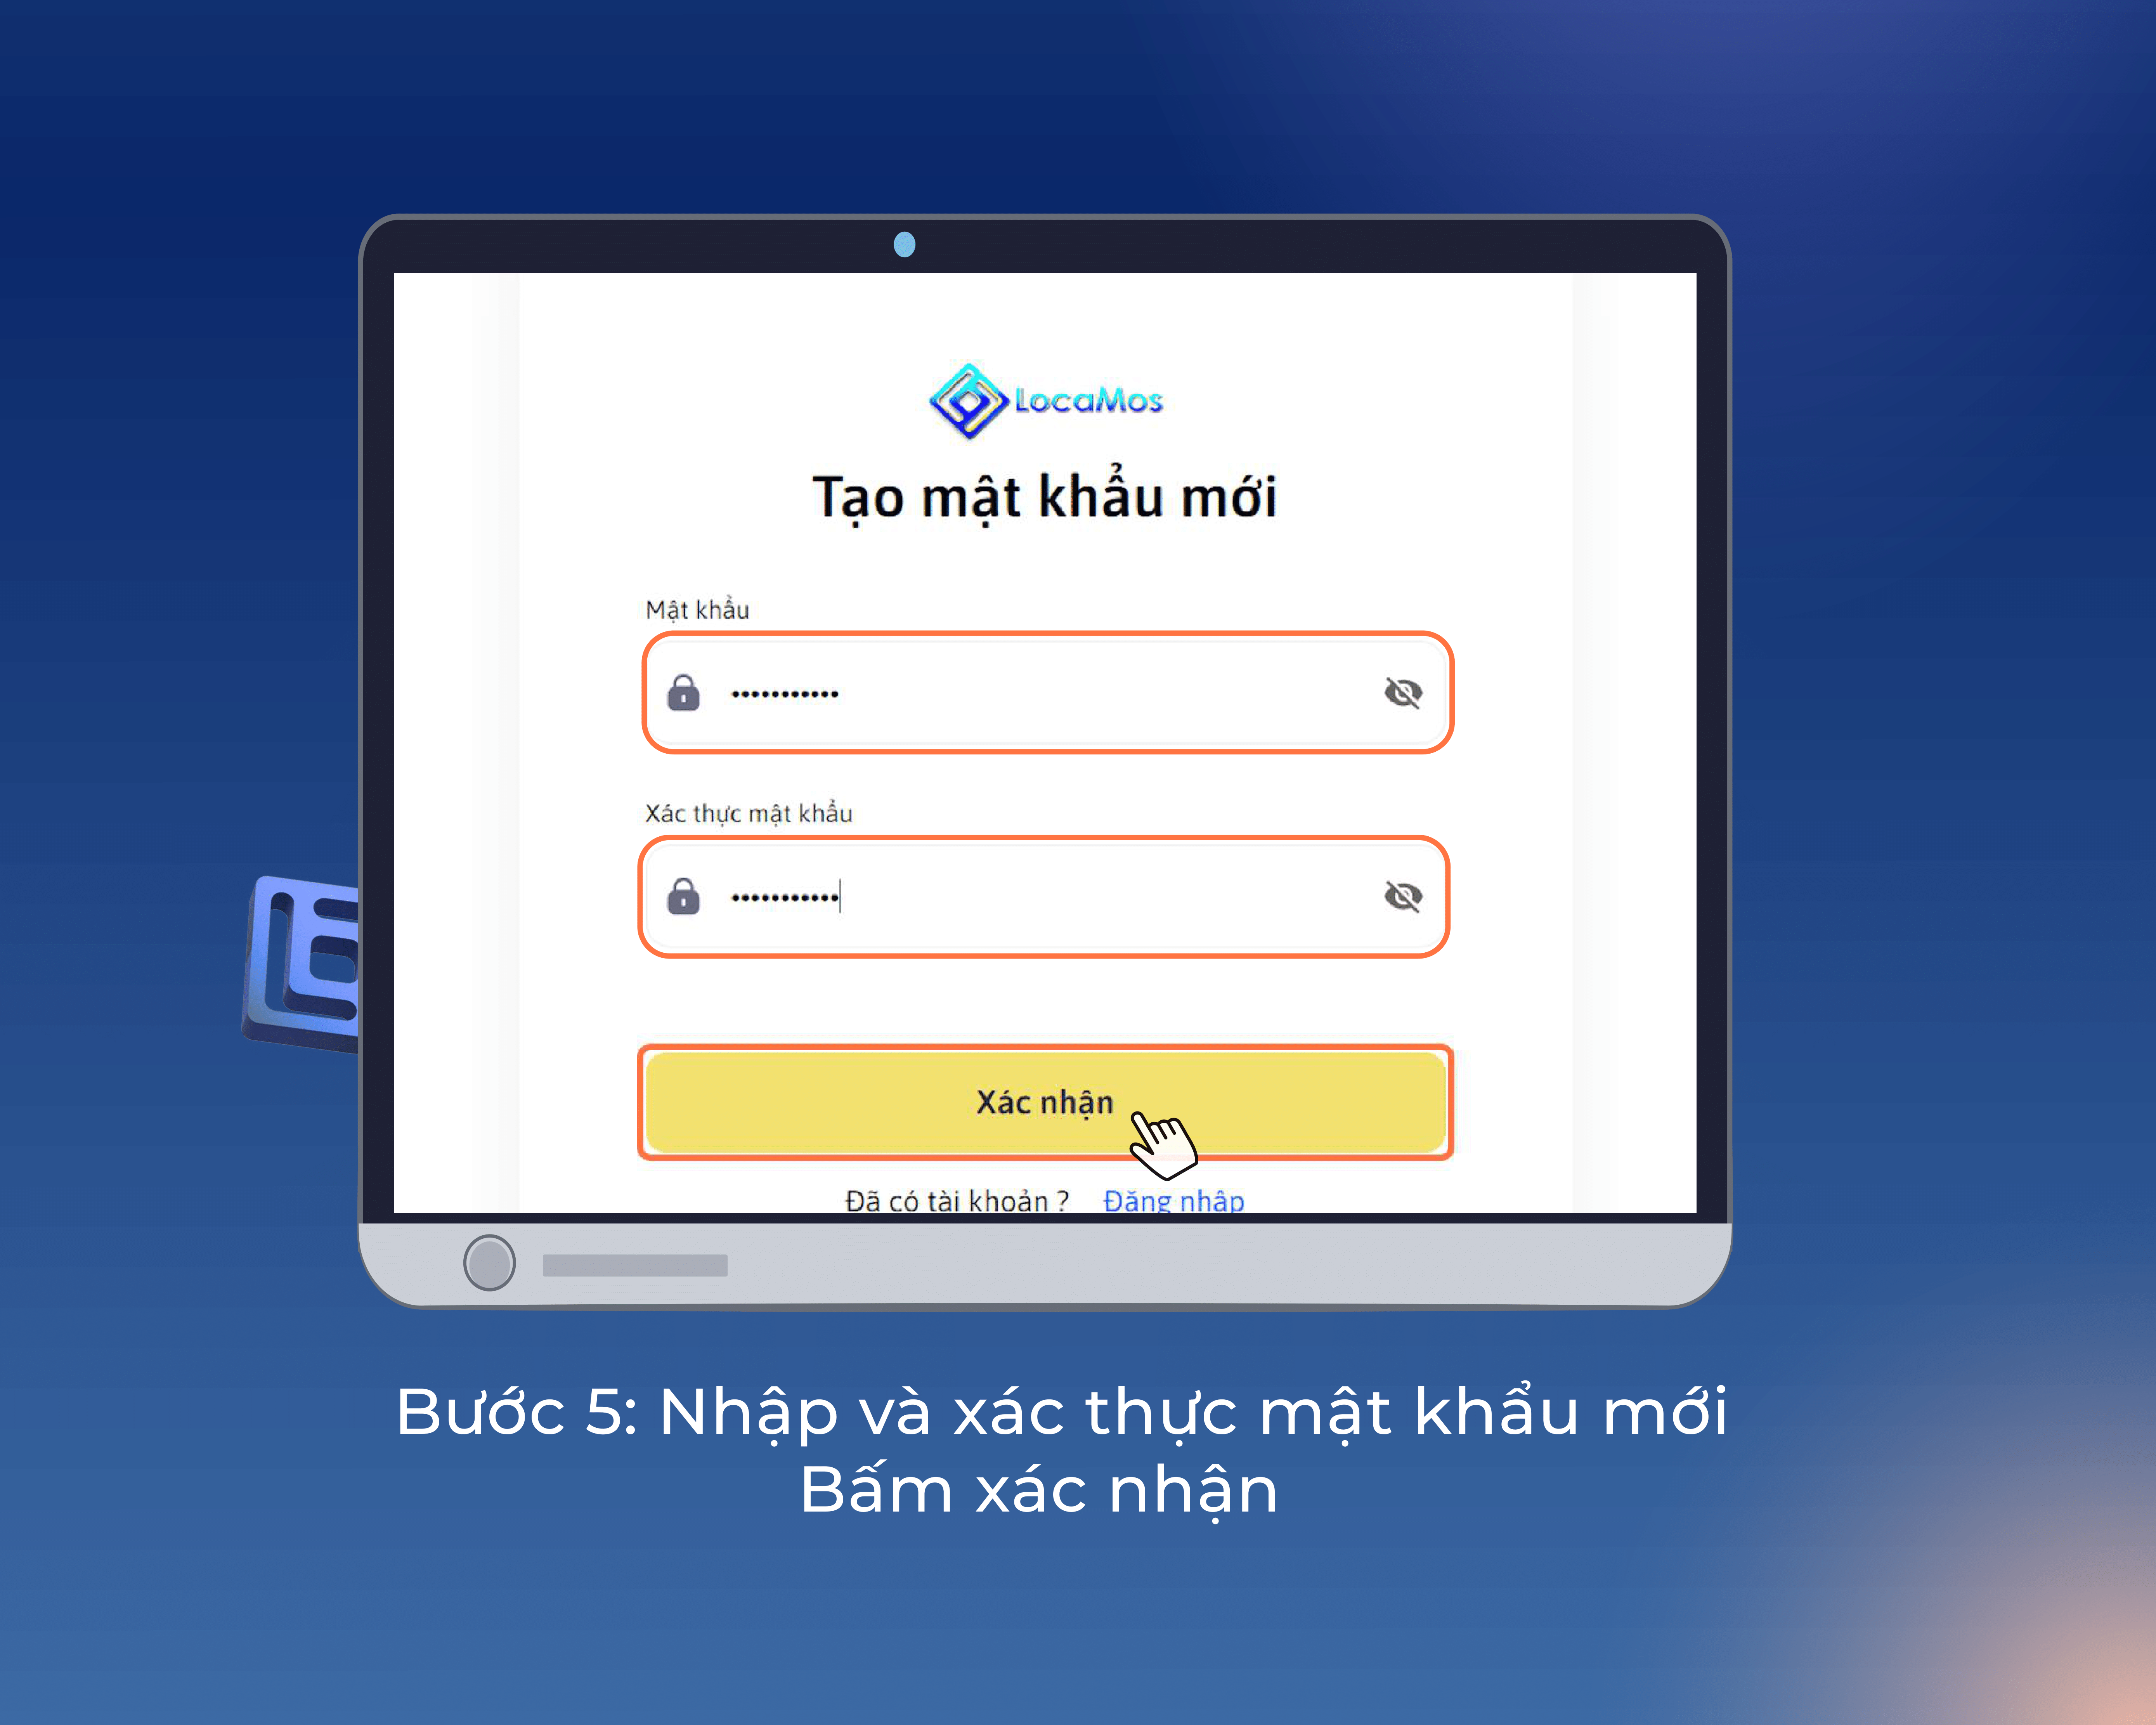 LocaMos
Tạo mật khẩu mới
Mật khẩu
Xác thực mật khẩu
Xác nhận
Đã có tài khoản ? Đăng nhập
Bước 5: Nhập và xác thực mật khẩu mới
Bấm xác nhận